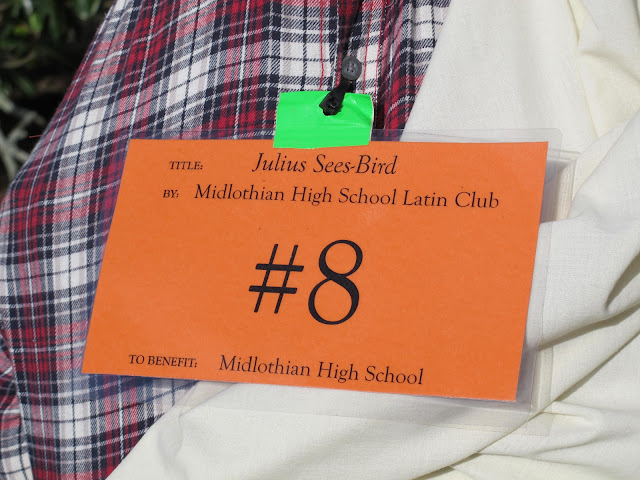 TITLE: Julius Sees-Bird
BY: Midlothian High School Latin Club
#8
TO BENEFIT: Midlothian High School